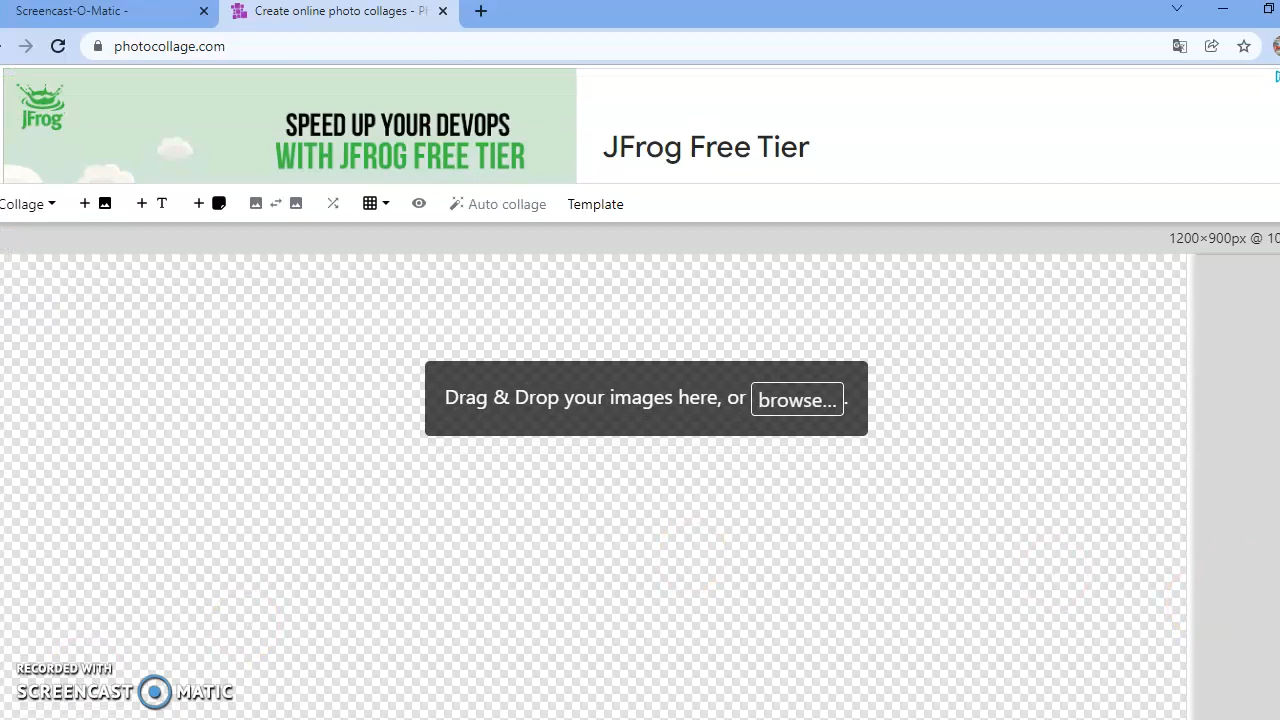 Screencast-O-Matic -
Create online photo collages - Ph
photocollage.com
jFrog
SPEED UP YOUR DEVOPS
WITH JFROG FREE TIER
JFrog Free Tier
Collage
T
Auto collage
Template
1200×900px @ 10
Drag & Drop your images here, or browse... .
RECORDED WITH
SCREENCAST MATIC